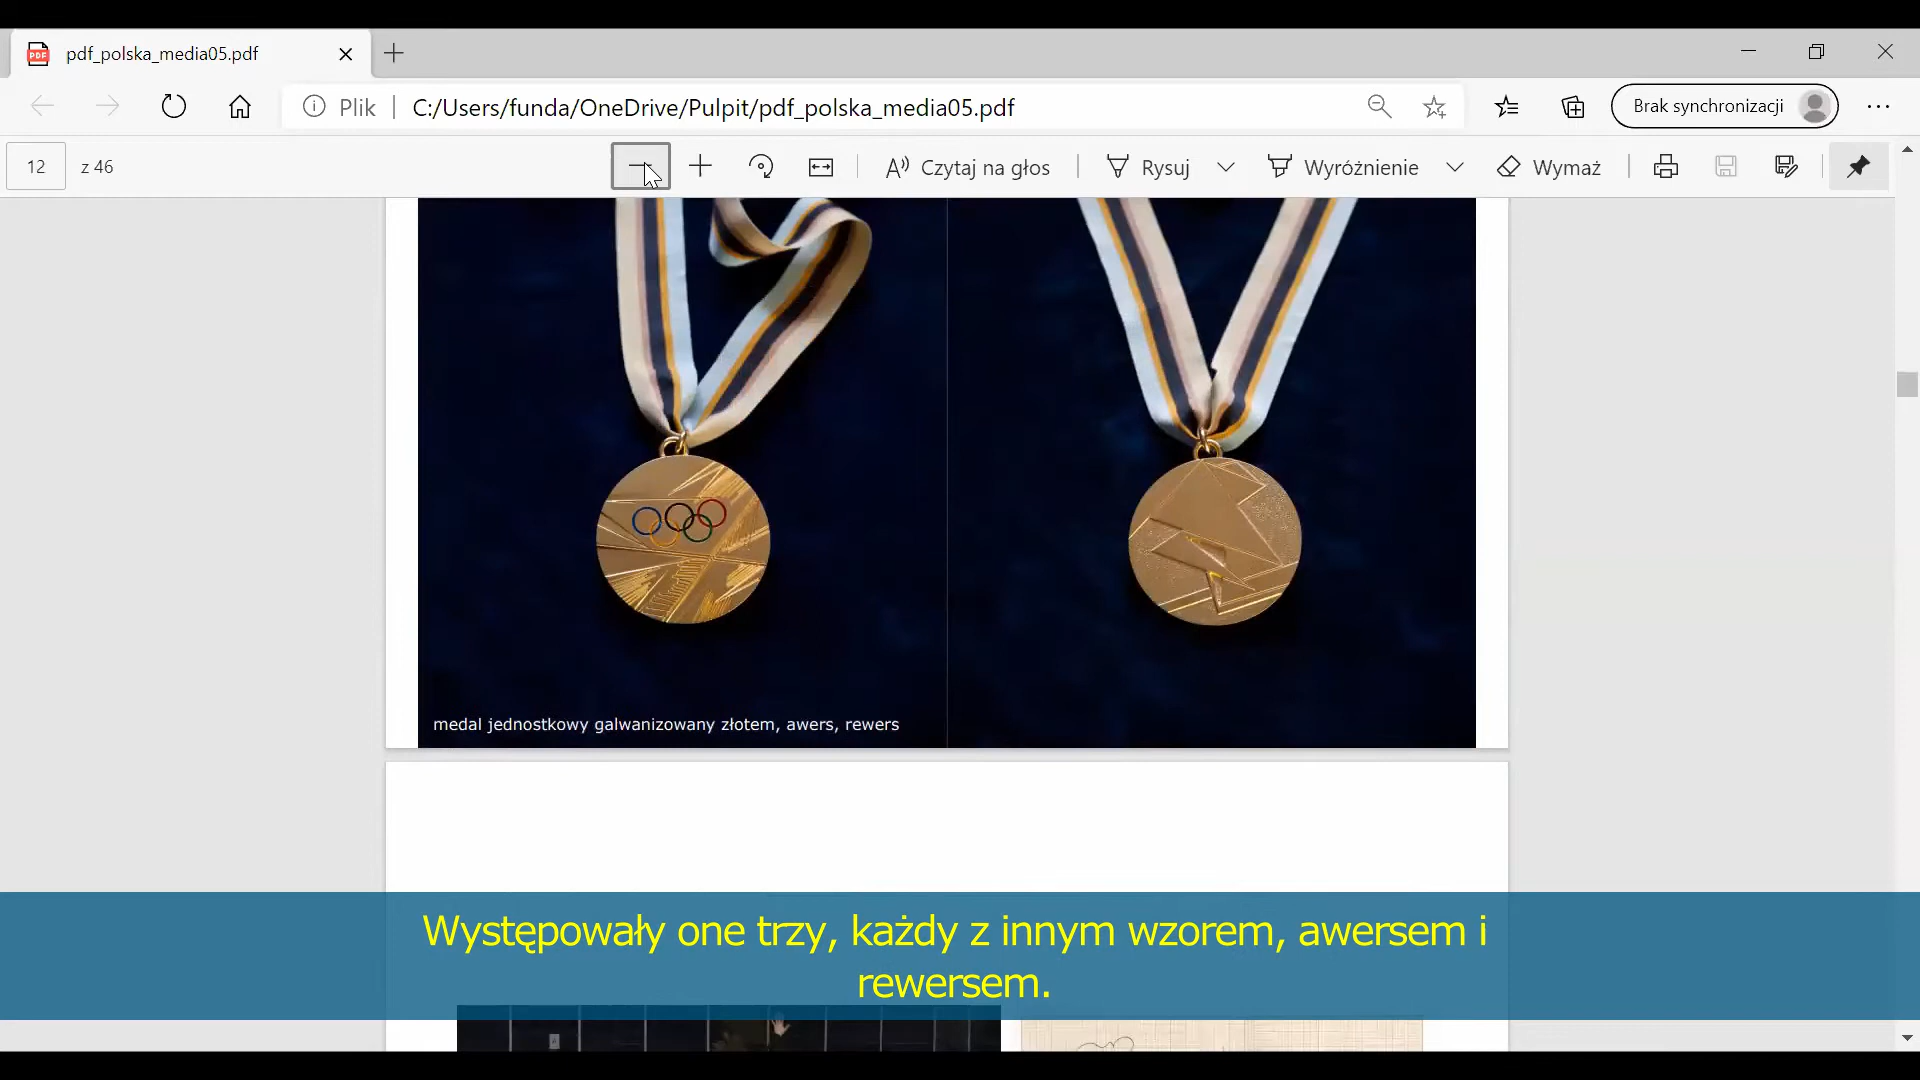 pdf_polska_media05.pdf
Plik
C:/Users/funda/OneDrive/Pulpit/pdf_polska_media05.pdf
Brak synchronizacji
12 z 46
Czytaj na głos
Rysuj
Wyróżnienie
Wymaż
medal jednostkowy galwanizowany złotem, awers, rewers
Występowały one trzy, każdy z innym wzorem, awersem i
rewersem.